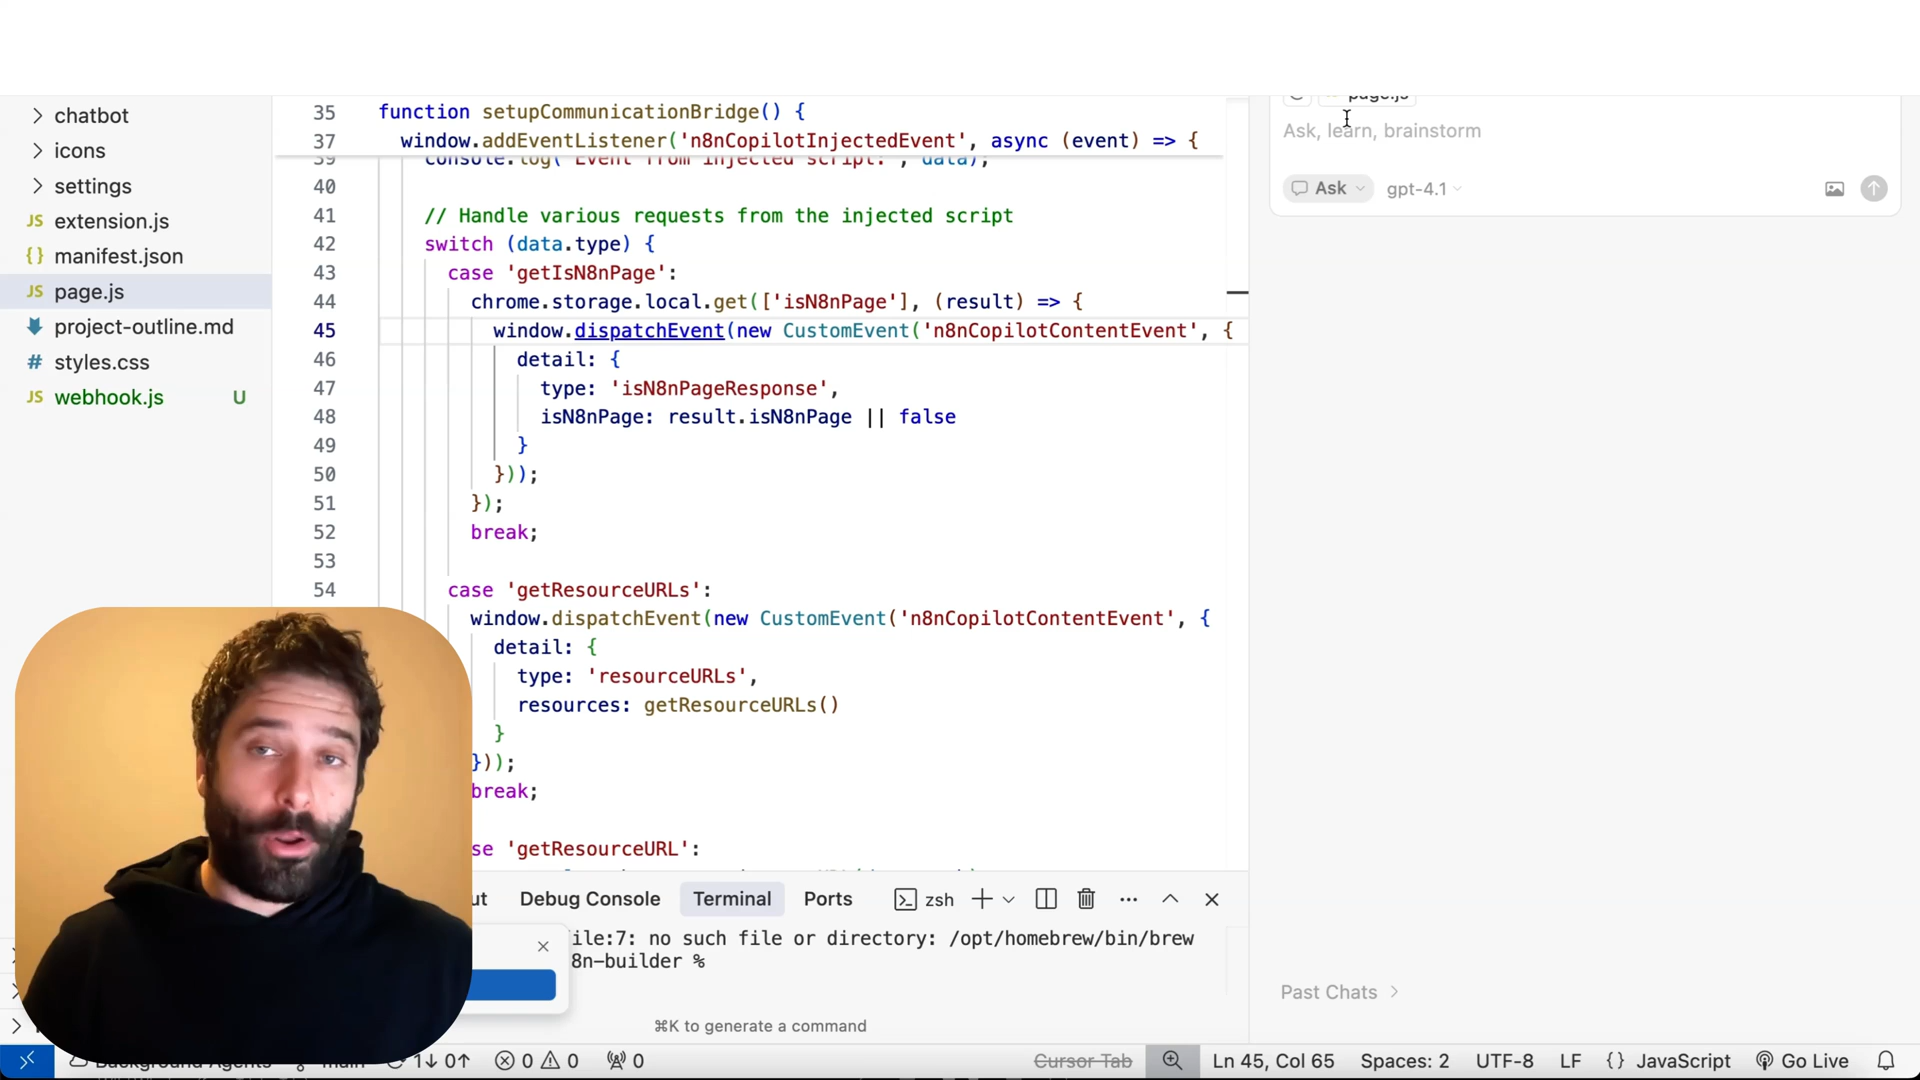 chatbot
icons
settings
JS extension.js
{} manifest.json
JS page.js
project-outline.md
# styles.css
JS webhook.js U
35 function setupCommunicationBridge() {
37 window.addEventListener('n8nCopilotInjectedEvent', async (event) => {
39 console.log('Event from injected script:', data);
40
41 // Handle various requests from the injected script
42 switch (data.type) {
43 case 'getIsN8nPage':
44 chrome.storage.local.get(['isN8nPage'], (result) => {
45 window.dispatchEvent(new CustomEvent('n8nCopilotContentEvent', {
46 detail: {
47 type: 'isN8nPageResponse',
48 isN8nPage: result.isN8nPage || false
49 }
50 }));
51 });
52 break;
53
54 case 'getResourceURLs':
window.dispatchEvent(new CustomEvent('n8nCopilotContentEvent', {
detail: {
type: 'resourceURLs',
resources: getResourceURLs()
}
}));
break;
se 'getResourceURL':
ut Debug Console Terminal Ports zsh
ile:7: no such file or directory: /opt/homebrew/bin/brew
8n-builder %
⌘K to generate a command
page.js
Ask, learn, brainstorm
Ask gpt-4.1
Past Chats
Background Agents main 1↓ 0↑ 0 0 0 Cursor Tab Ln 45, Col 65 Spaces: 2 UTF-8 LF {} JavaScript Go Live